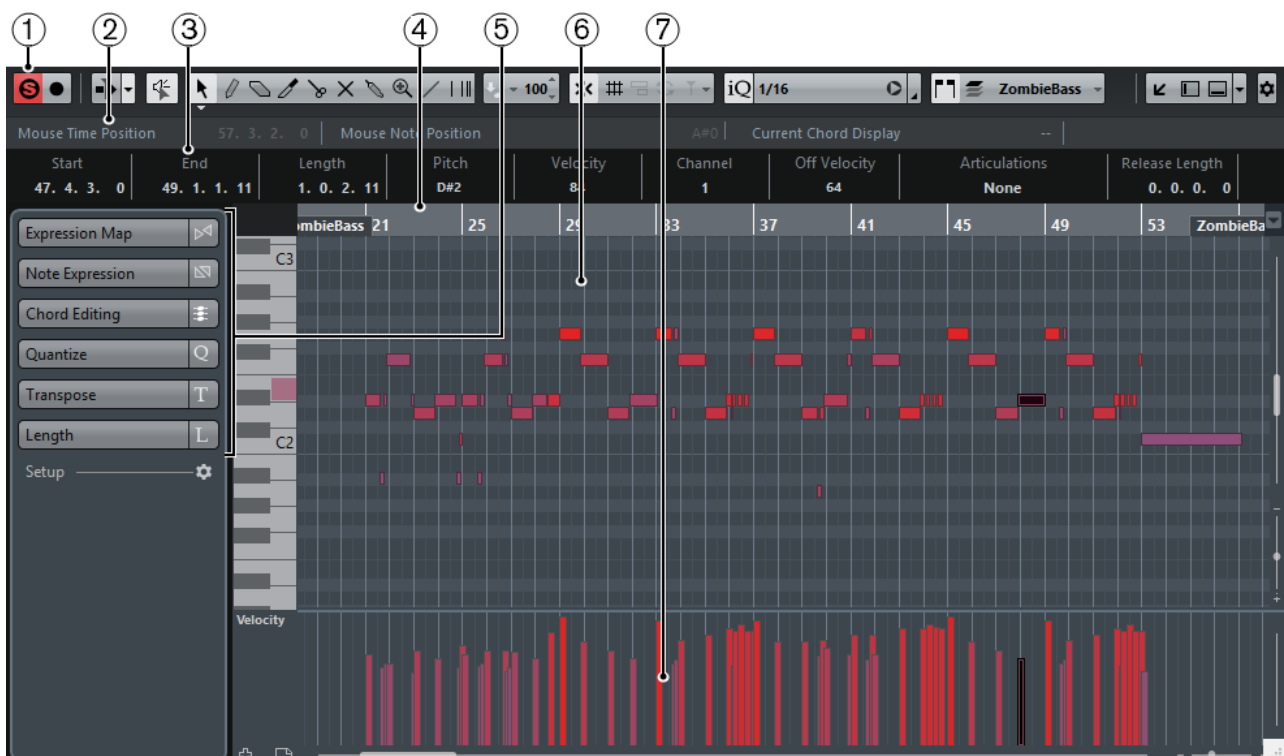 1 2 3 4 5 6 7
S 100 iQ 1/16 ZombieBass
Mouse Time Position 57. 3. 2. 0 Mouse Note Position A#0 Current Chord Display --
Start End Length Pitch Velocity Channel Off Velocity Articulations Release Length
47. 4. 3. 0 49. 1. 1. 11 1. 0. 2. 11 D#2 84 1 64 None 0. 0. 0. 0
ombieBass 21 25 29 33 37 41 45 49 53 ZombieBa
Expression Map
C3
Note Expression
Chord Editing
Quantize Q
Transpose T
Length L
C2
Setup
Velocity